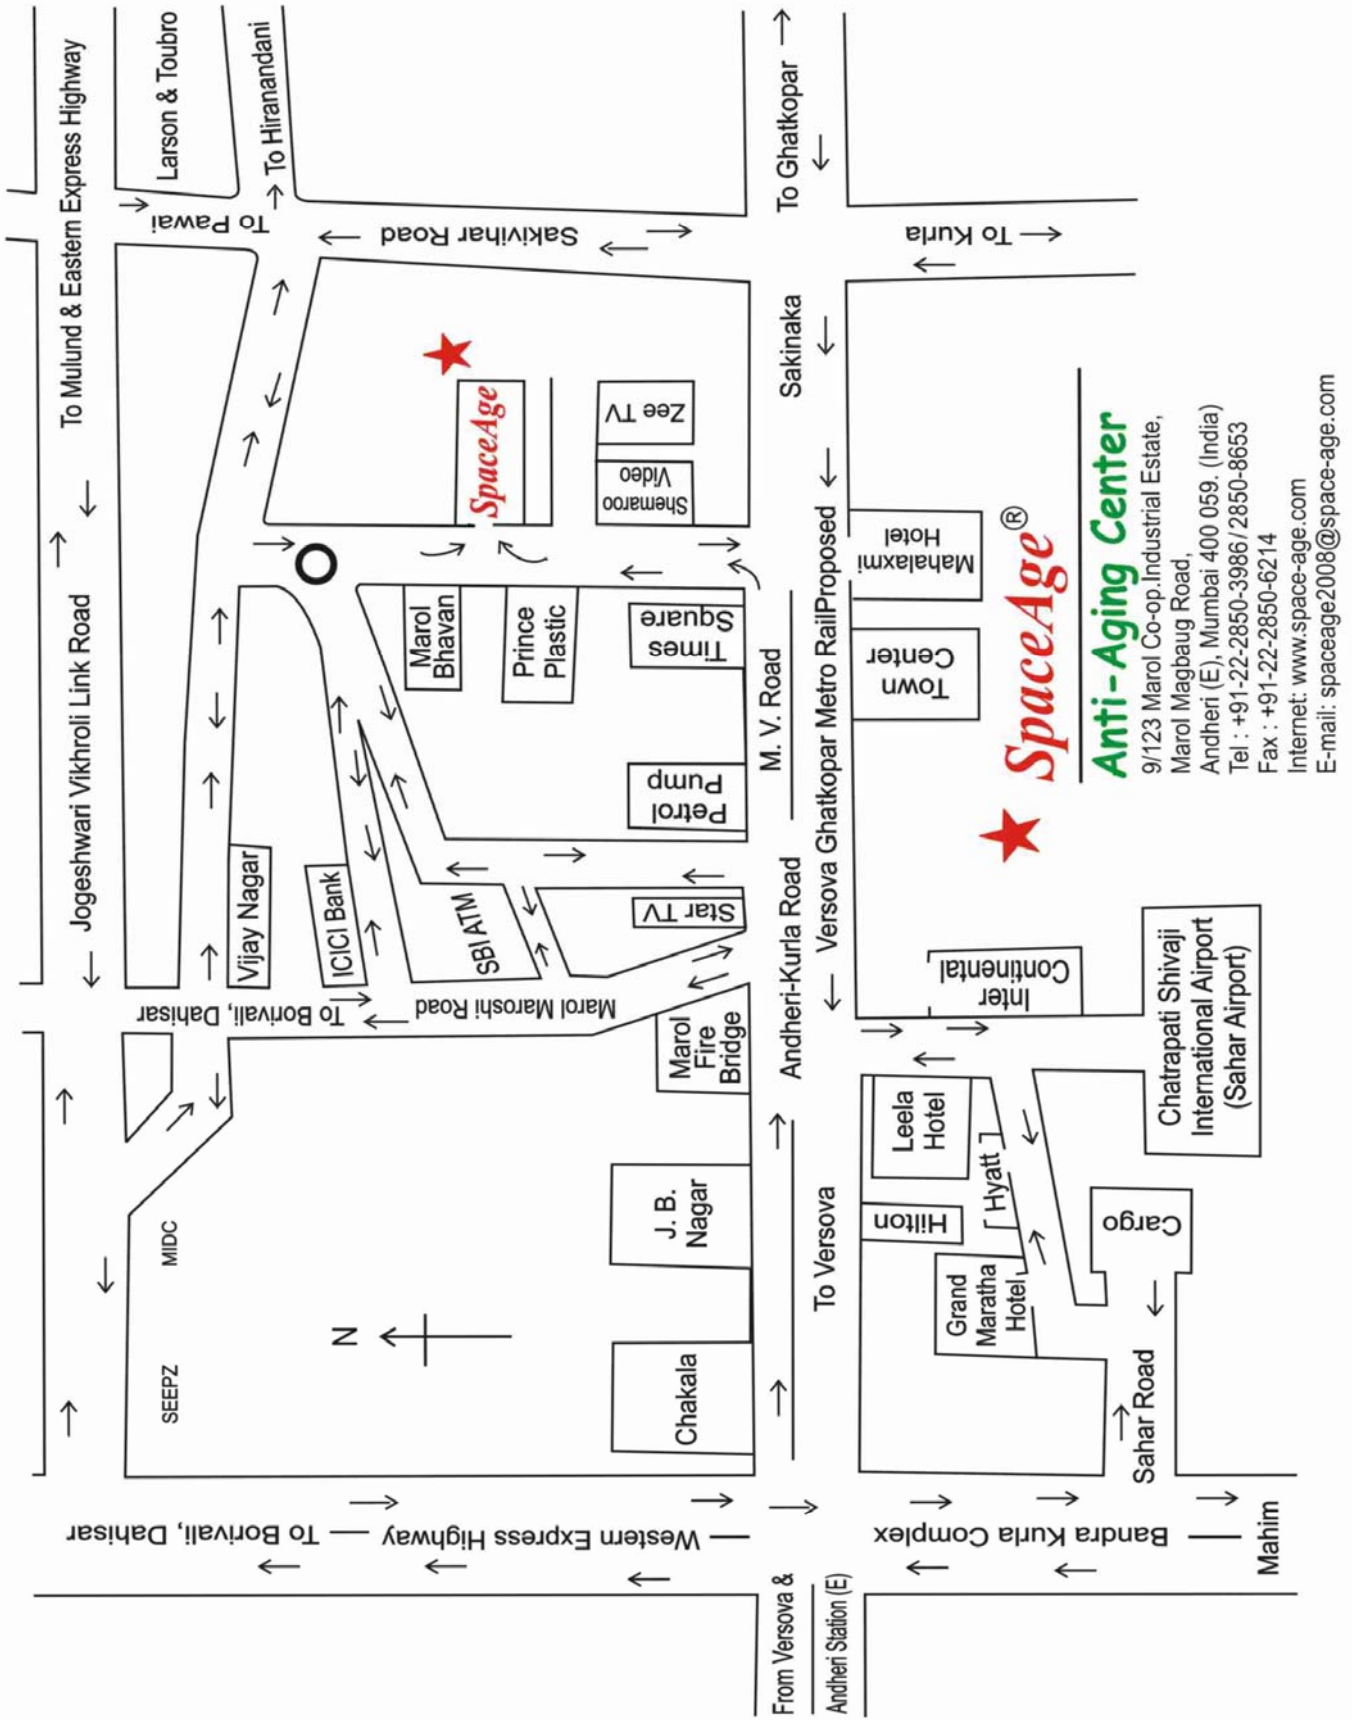 To Mulund & Eastern Express Highway
Jogeshwari Vikhroli Link Road
Larson & Toubro
To Hiranandani
To Pawai
Sakivihar Road
To Ghatkopar
To Kurla
Sakinaka
SpaceAge
Zee TV
Shemaroo
Video
Mahalaxmi
Hotel
Town
Center
Marol
Bhavan
Prince
Plastic
Times
Square
Petrol
Pump
M. V. Road
Versova Ghatkopar Metro RailProposed
Andheri-Kurla Road
Vijay Nagar
ICICI Bank
SBI ATM
Star TV
Marol Maroshi Road
To Borivali, Dahisar
Marol
Fire
Bridge
Inter
Continental
Chatrapati Shivaji
International Airport
(Sahar Airport)
Leela
Hotel
Hyatt
Hilton
Grand
Maratha
Hotel
Cargo
Sahar Road
J. B.
Nagar
Chakala
To Versova
MIDC
SEEPZ
N
To Borivali, Dahisar
Western Express Highway
Bandra Kurla Complex
Mahim
From Versova &
Andheri Station (E)
SpaceAge®
Anti-Aging Center
9/123 Marol Co-op.Industrial Estate,
Marol Magbaug Road,
Andheri (E), Mumbai 400 059. (India)
Tel : +91-22-2850-3986/2850-8653
Fax : +91-22-2850-6214
Internet: www.space-age.com
E-mail: spaceage2008@space-age.com